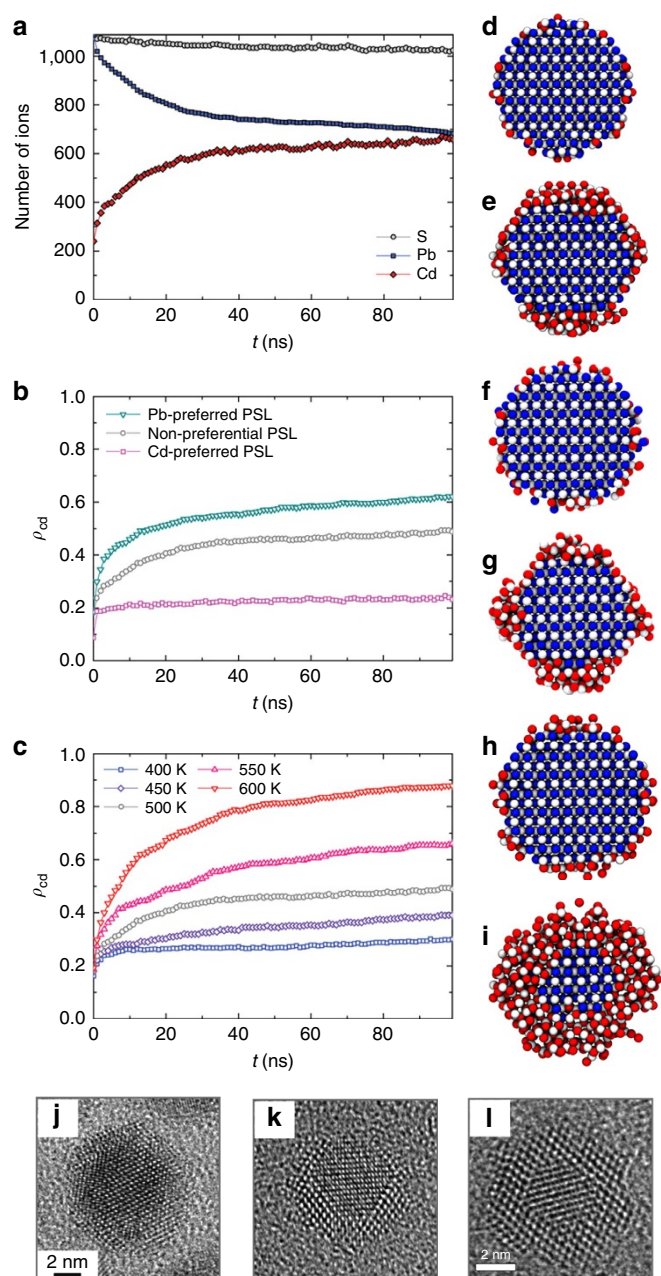 a
Number of ions
1,000
800
600
400
200
0
S
Pb
Cd
0 20 40 60 80
t (ns)
b
ρcd
1.0
0.8
0.6
0.4
0.2
0.0
Pb-preferred PSL
Non-preferential PSL
Cd-preferred PSL
0 20 40 60 80
t (ns)
c
ρcd
1.0
0.8
0.6
0.4
0.2
0.0
400 K 550 K
450 K 600 K
500 K
0 20 40 60 80
t (ns)
d
e
f
g
h
i
j
2 nm
k
l
2 nm